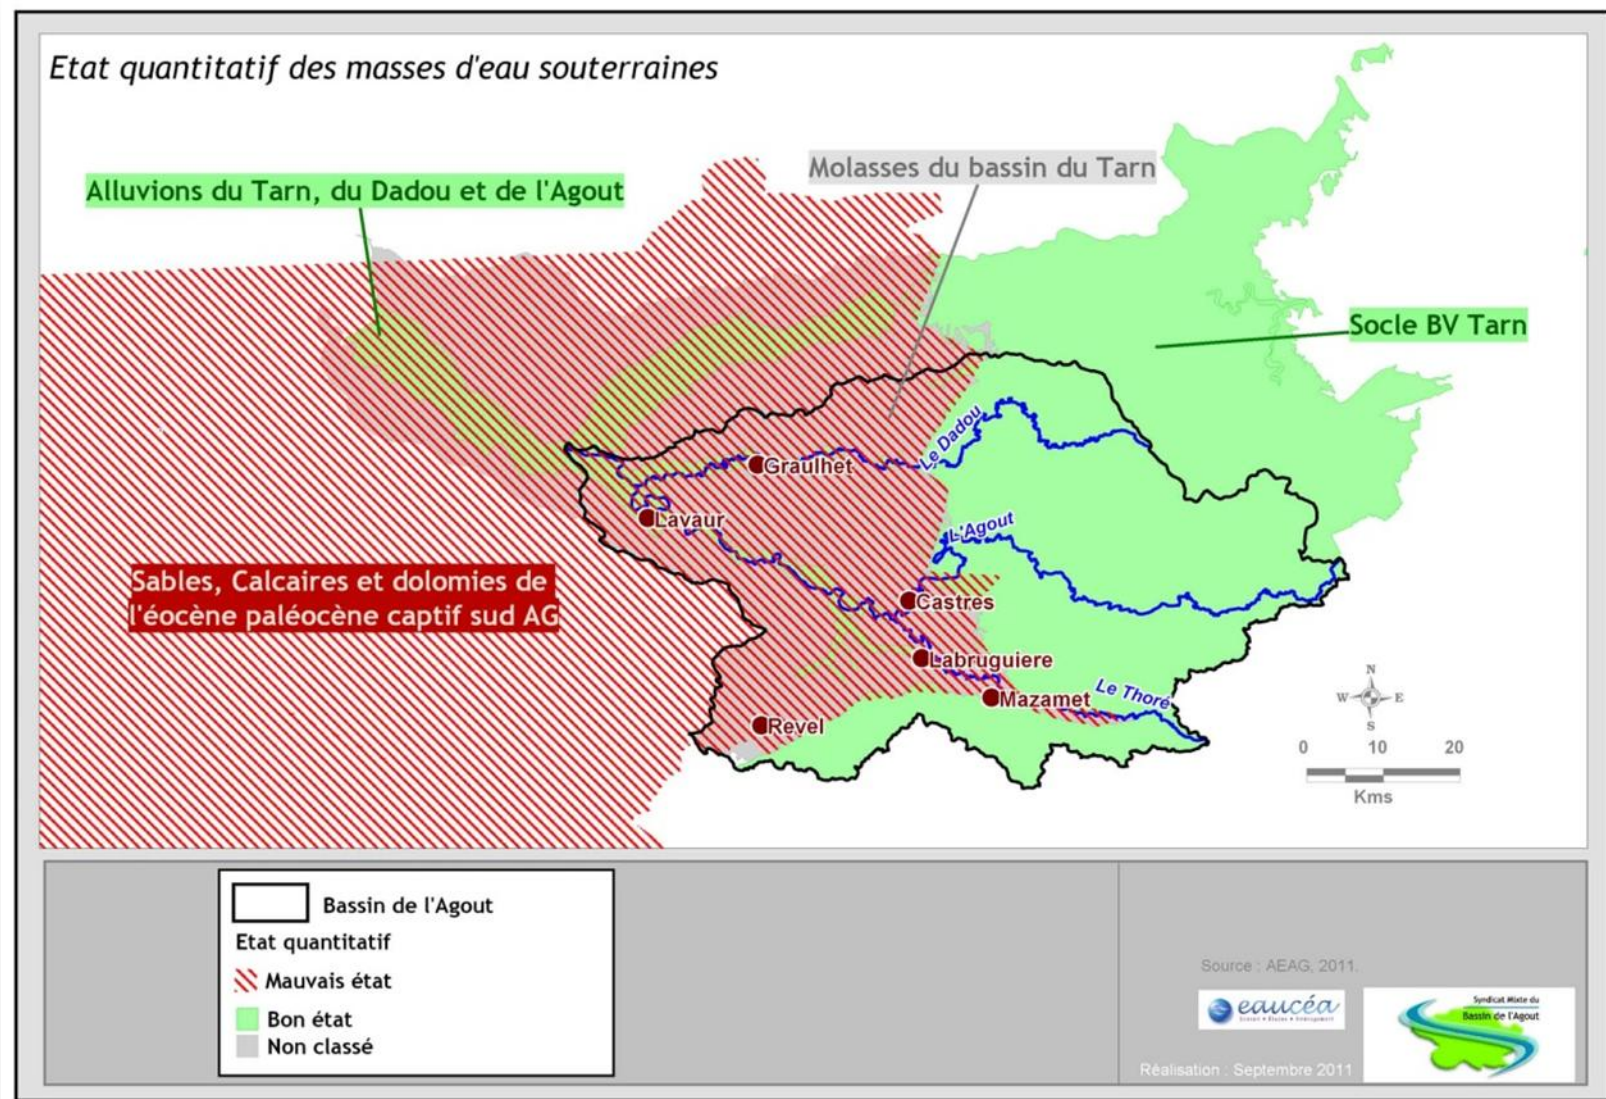 Etat quantitatif des masses d'eau souterraines
Molasses du bassin du Tarn
Alluvions du Tarn, du Dadou et de l'Agout
Socle BV Tarn
Le Dadou
Graulhet
Lavaur
L'Agout
Sables, Calcaires et dolomies de
l'éocène paléocène captif sud AG
Castres
Labruguiere
Mazamet
Le Thoré
Revel
N
W E
S
0 10 20
Kms
Bassin de l'Agout
Etat quantitatif
Mauvais état
Bon état
Non classé
Source : AEAG, 2011.
eaucéa
Syndicat Mixte du
Bassin de l'Agout
Réalisation : Septembre 2011